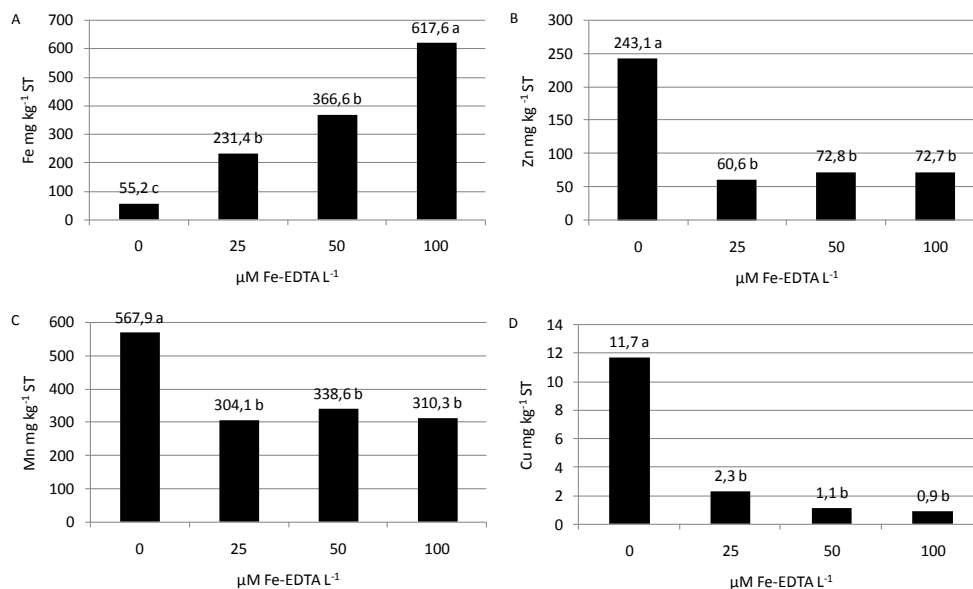 A
Fe mg kg⁻¹ ST
700
600
500
400
300
200
100
0
55,2 c
231,4 b
366,6 b
617,6 a
0 25 50 100
µM Fe-EDTA L⁻¹
B
Zn mg kg⁻¹ ST
300
250
200
150
100
50
0
243,1 a
60,6 b
72,8 b
72,7 b
0 25 50 100
µM Fe-EDTA L⁻¹
C
Mn mg kg⁻¹ ST
600
500
400
300
200
100
0
567,9 a
304,1 b
338,6 b
310,3 b
0 25 50 100
µM Fe-EDTA L⁻¹
D
Cu mg kg⁻¹ ST
14
12
10
8
6
4
2
0
11,7 a
2,3 b
1,1 b
0,9 b
0 25 50 100
µM Fe-EDTA L⁻¹